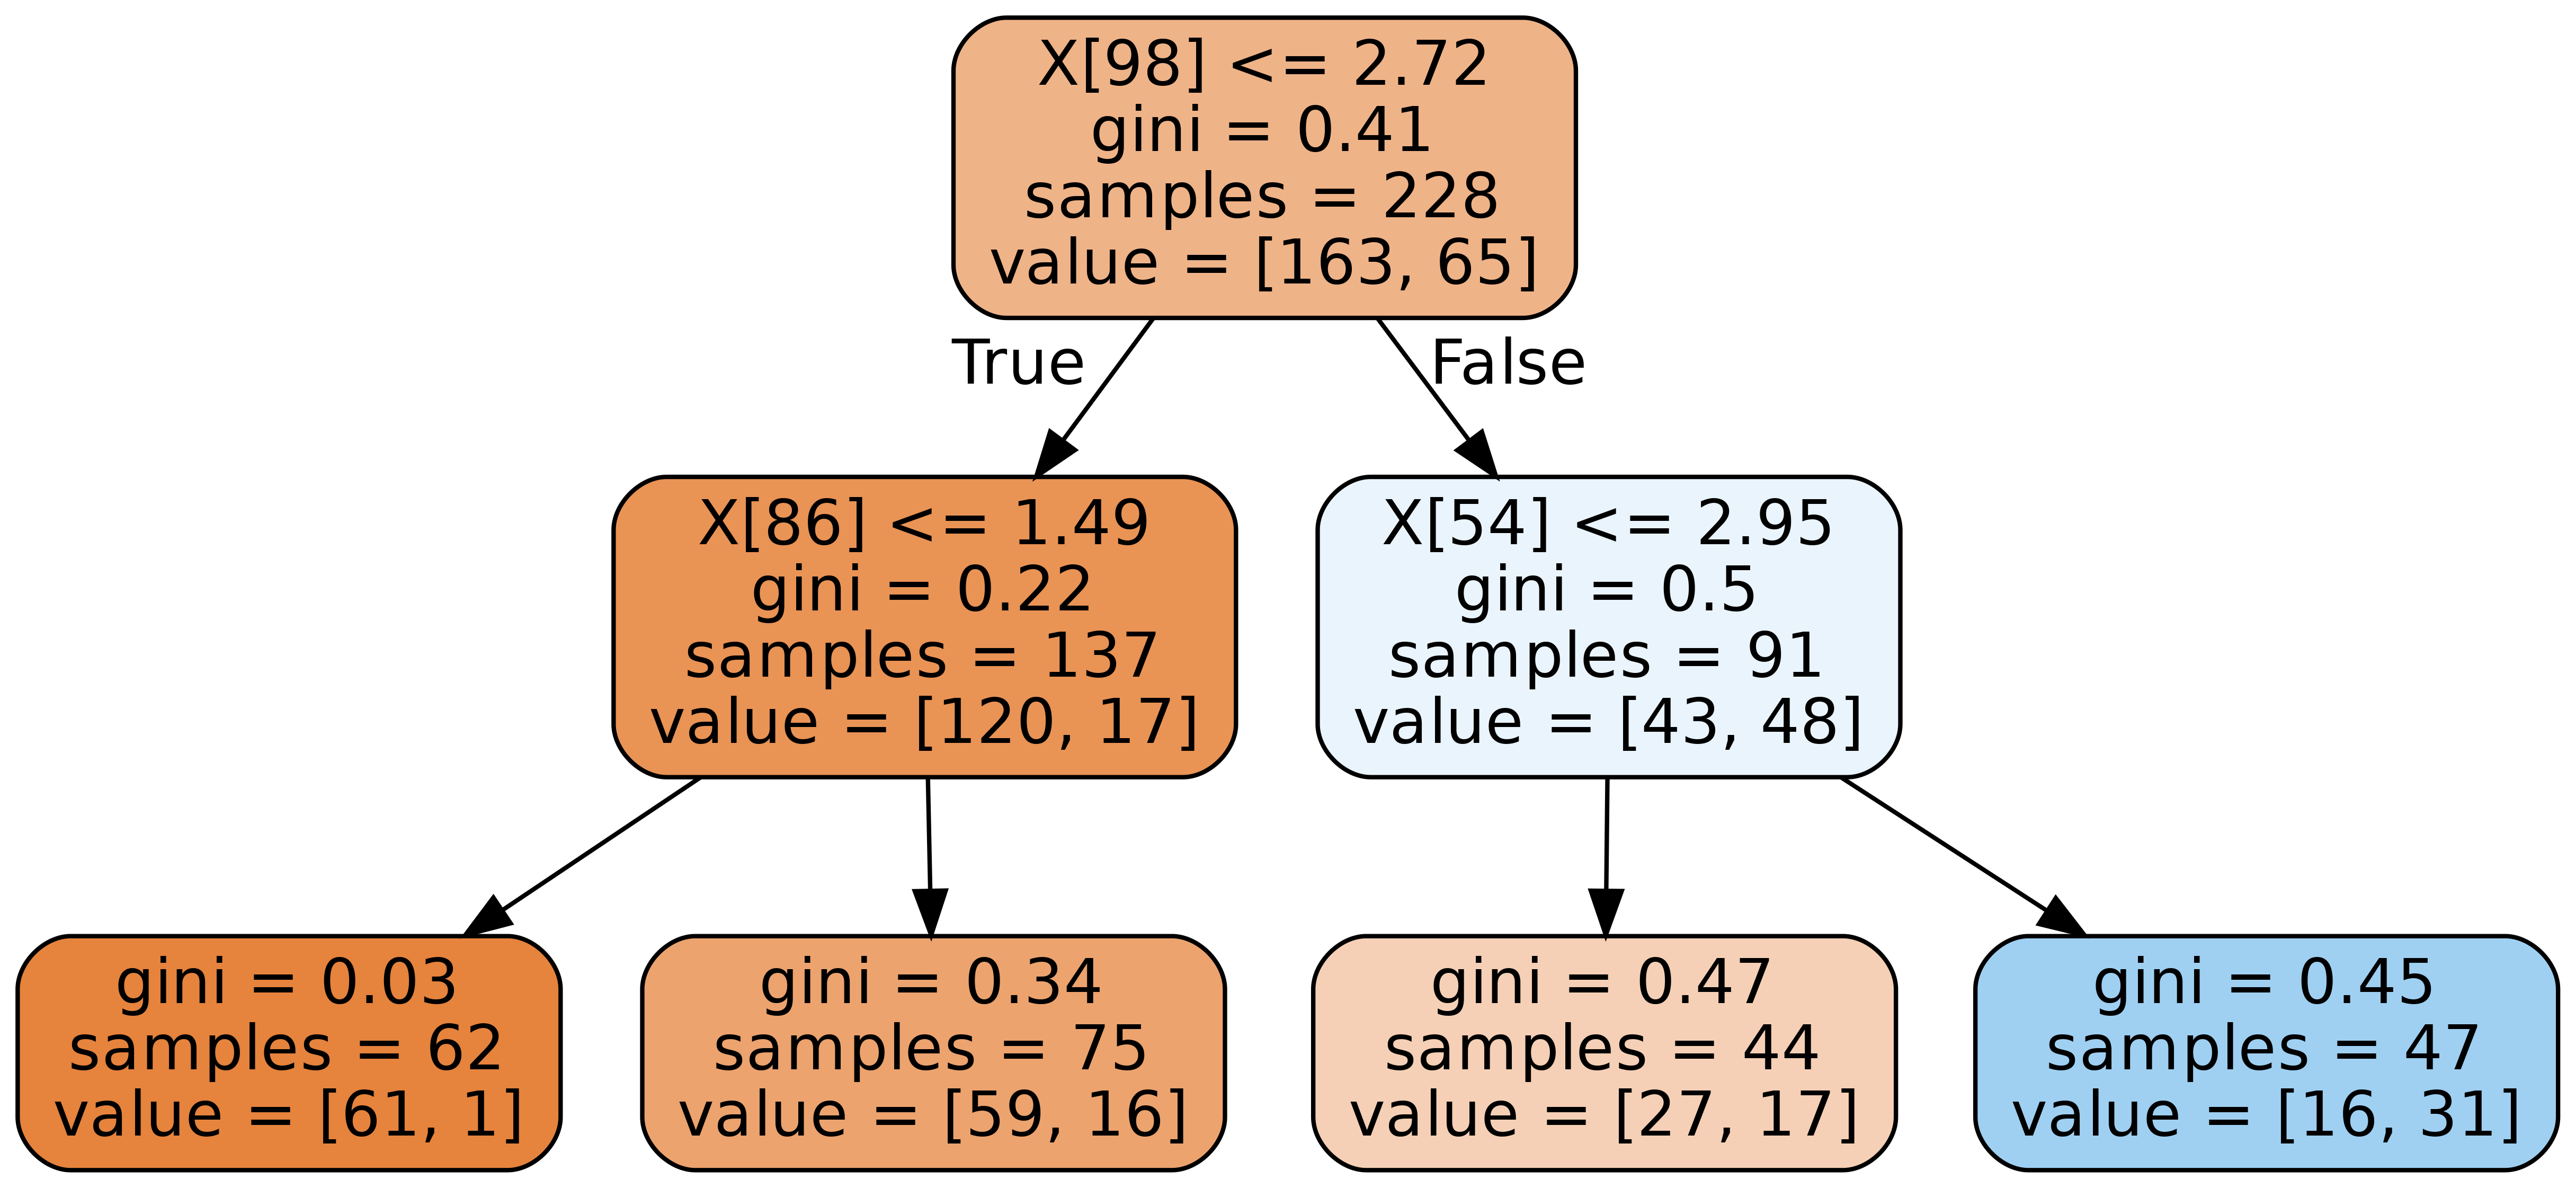 X[98] <= 2.72
gini = 0.41
samples = 228
value = [163, 65]
True
False
X[86] <= 1.49
gini = 0.22
samples = 137
value = [120, 17]
X[54] <= 2.95
gini = 0.5
samples = 91
value = [43, 48]
gini = 0.03
samples = 62
value = [61, 1]
gini = 0.34
samples = 75
value = [59, 16]
gini = 0.47
samples = 44
value = [27, 17]
gini = 0.45
samples = 47
value = [16, 31]